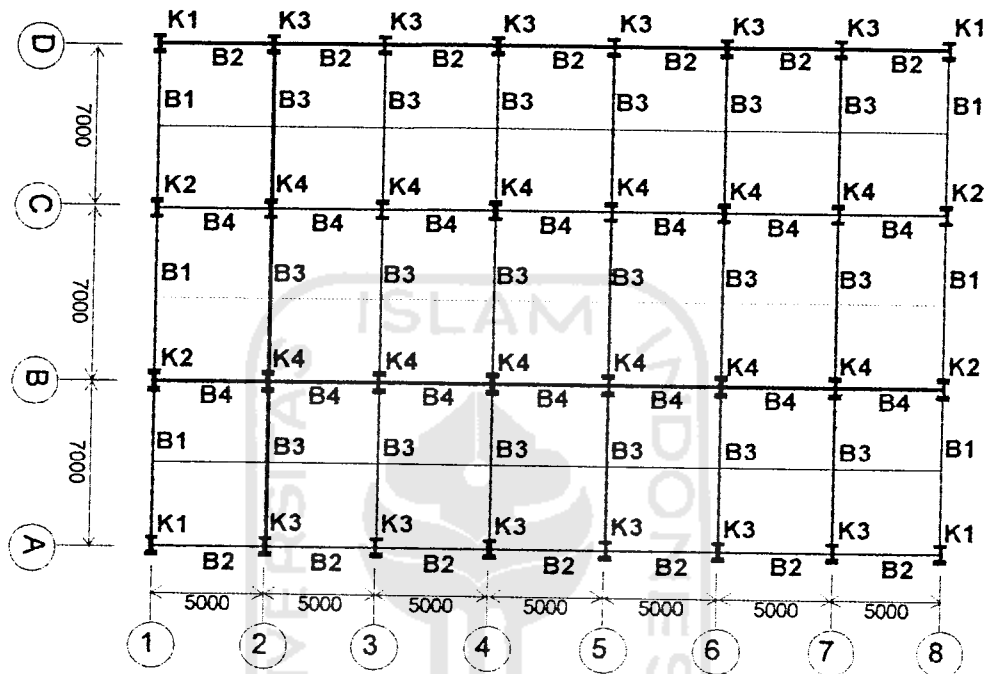 K1 K3 K3 K3 K3 K3 K3 K1
D
B2 B2 B2 B2 B2 B2 B2
B1 B3 B3 B3 B3 B3 B3 B1
7000
K2 K4 K4 K4 K4 K4 K4 K2
C
B4 B4 B4 B4 B4 B4 B4
B1 B3 B3 B3 B3 B3 B3 B1
7000
ISLAM
K2 K4 K4 K4 K4 K4 K4 K2
B
B4 B4 B4 B4 B4 B4 B4
B1 B3 B3 B3 B3 B3 B3 B1
7000
K1 K3 K3 K3 K3 K3 K3 K1
A
B2 B2 B2 B2 B2 B2 B2
5000 5000 5000 5000 5000 5000 5000
1 2 3 4 5 6 7 8